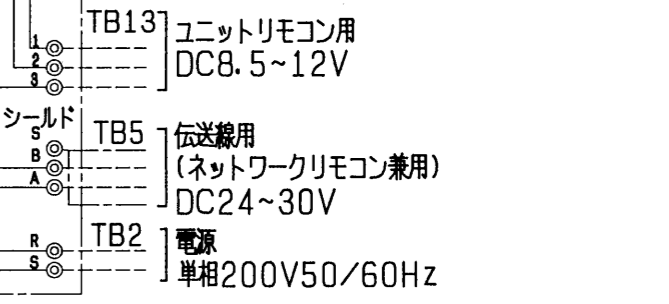 TB13
ユニットリモコン用
DC8.5~12V
1
2
3
シールド
S
B
A
TB5
伝送線用
(ネットワークリモコン兼用)
DC24~30V
R
S
TB2
電源
単相200V50/60Hz